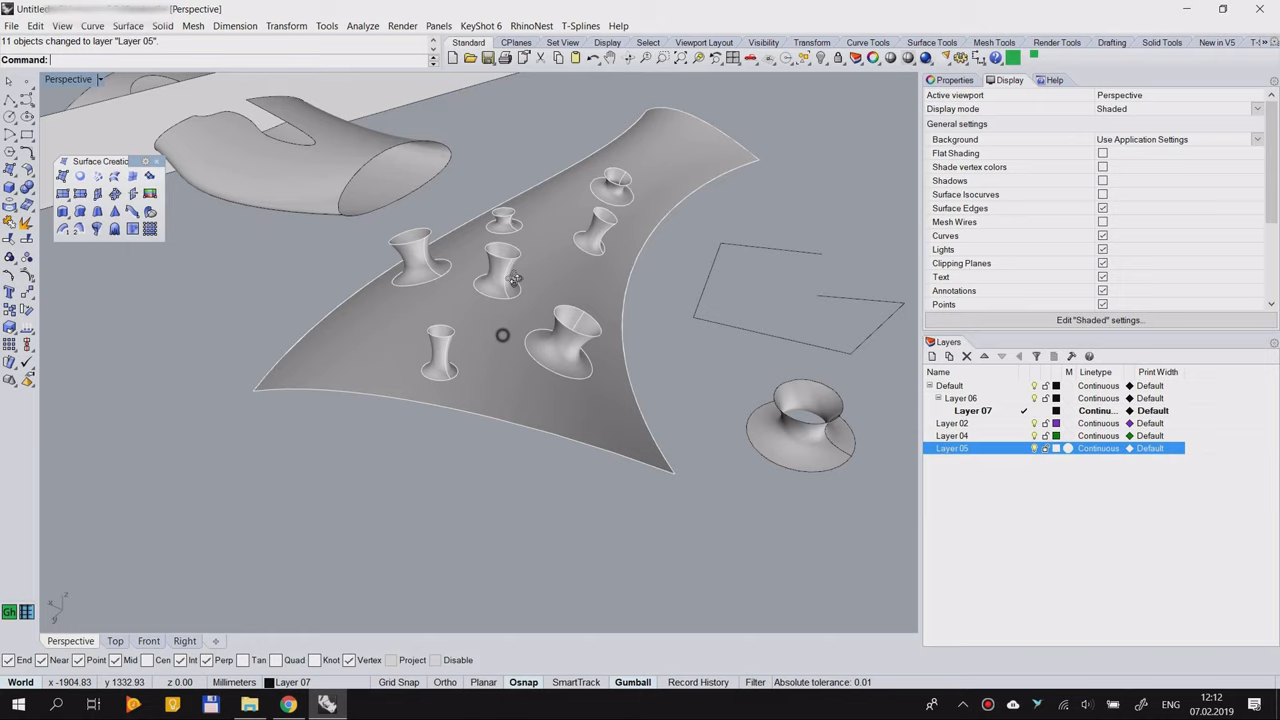 Untitled
[Perspective]
File Edit View Curve Surface Solid Mesh Dimension Transform Tools Analyze Render Panels KeyShot 6 RhinoNest T-Splines Help
11 objects changed to layer "Layer 05".
Command:
Standard CPlanes Set View Display Select Viewport Layout Visibility Transform Curve Tools Surface Tools Mesh Tools Render Tools Drafting Solid Tools New in V5
Perspective
Properties Display Help
Active viewport Perspective
Display mode Shaded
General settings
Background Use Application Settings
Flat Shading
Shade vertex colors
Shadows
Surface Isocurves
Surface Edges
Mesh Wires
Curves
Lights
Clipping Planes
Text
Annotations
Points
Edit "Shaded" settings...
Surface Creatio
Layers
Name M Linetype Print Width
Default Continuous Default
Layer 06 Continuous Default
Layer 07 Continu... Default
Layer 02 Continuous Default
Layer 04 Continuous Default
Layer 05 Continuous Default
z
x
y
Gh
Perspective Top Front Right
End Near Point Mid Cen Int Perp Tan Quad Knot Vertex Project Disable
World x -1904.83 y 1332.93 z 0.00 Millimeters Layer 07 Grid Snap Ortho Planar Osnap SmartTrack Gumball Record History Filter Absolute tolerance: 0.01
ENG
12:12
07.02.2019